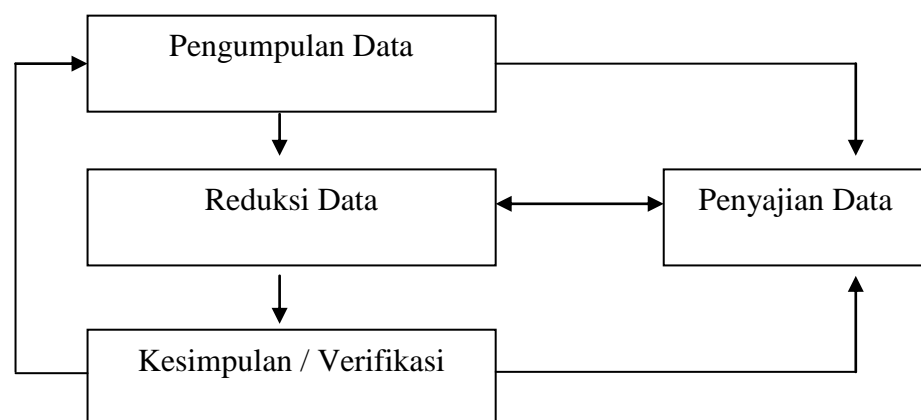 Pengumpulan Data
Reduksi Data
Penyajian Data
Kesimpulan / Verifikasi